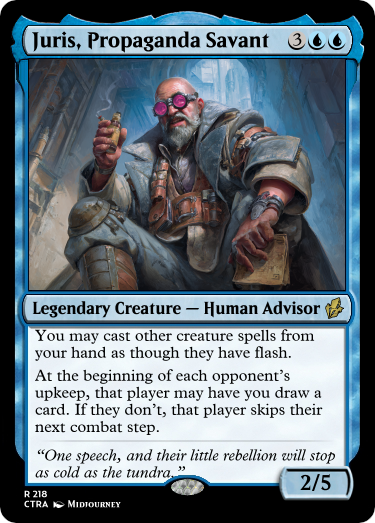 Juris, Propaganda Savant 3
Legendary Creature — Human Advisor
You may cast other creature spells from
your hand as though they have flash.
At the beginning of each opponent's
upkeep, that player may have you draw a
card. If they don't, that player skips their
next combat step.
“One speech, and their little rebellion will stop
as cold as the tundra.”
2/5
R 218
CTRA Midjourney